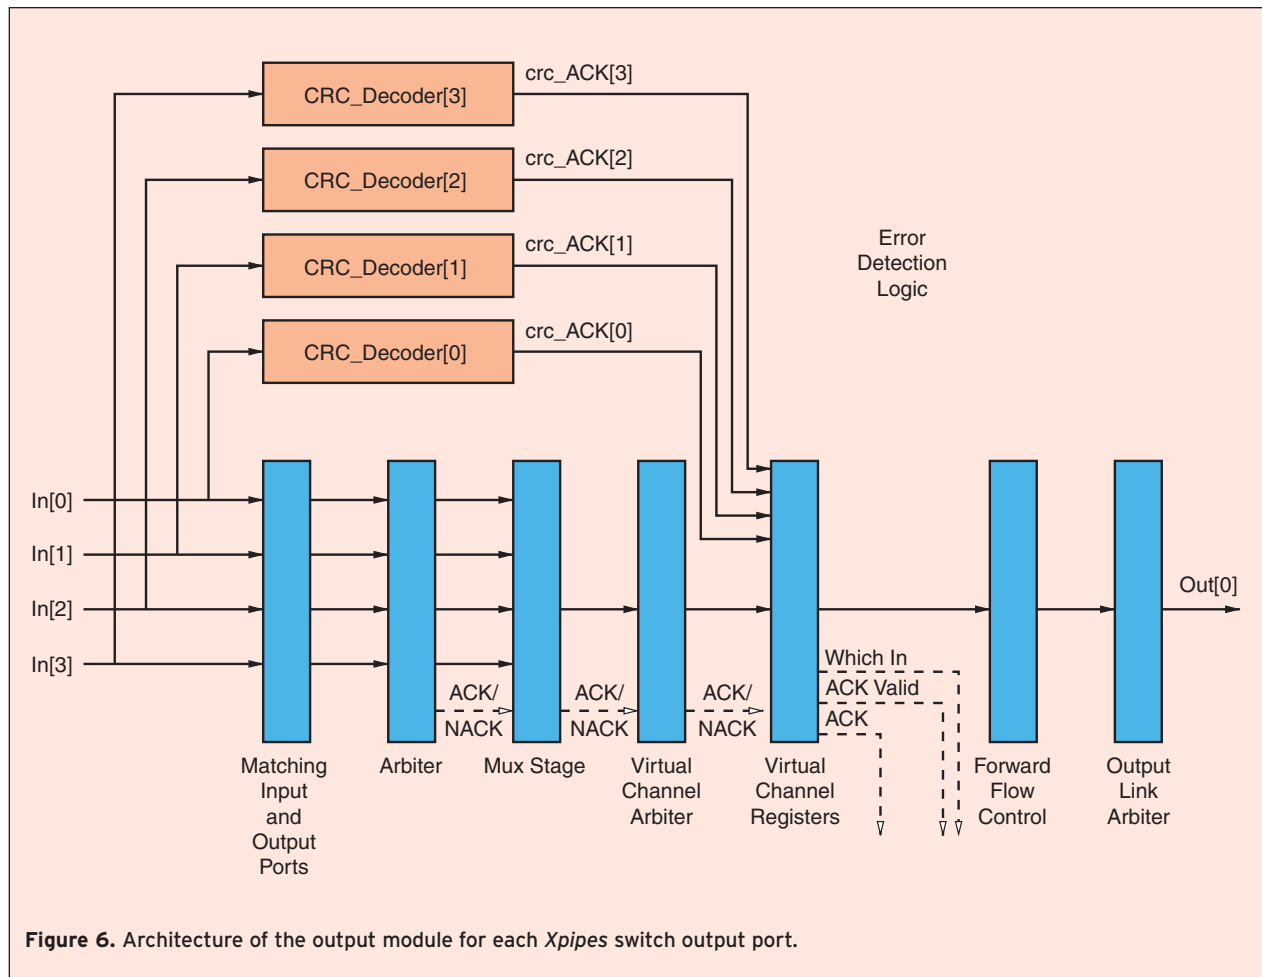 crc_ACK[3]
CRC_Decoder[3]
crc_ACK[2]
CRC_Decoder[2]
crc_ACK[1]
CRC_Decoder[1]
crc_ACK[0]
CRC_Decoder[0]
Error
Detection
Logic
In[0]
In[1]
In[2]
In[3]
Out[0]
ACK/
NACK
ACK/
NACK
ACK/
NACK
Which In
ACK Valid
ACK
Matching
Input
and
Output
Ports
Arbiter
Mux Stage
Virtual
Channel
Arbiter
Virtual
Channel
Registers
Forward
Flow
Control
Output
Link
Arbiter
Figure 6. Architecture of the output module for each Xpipes switch output port.